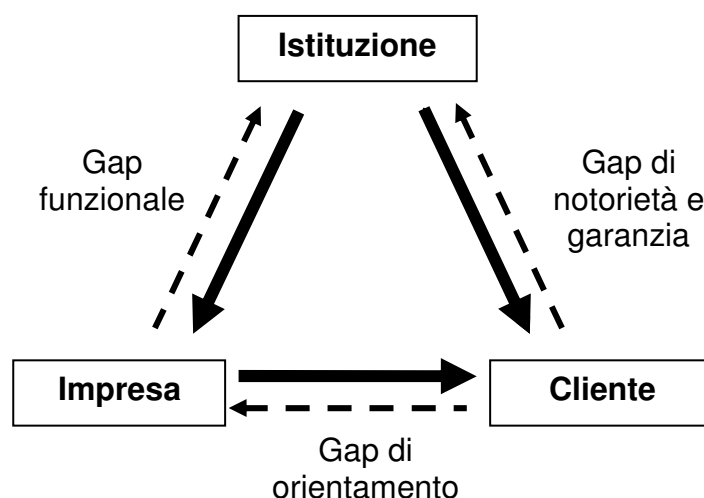 Istituzione
Gap
funzionale
Gap di
notorietà e
garanzia
Impresa
Cliente
Gap di
orientamento